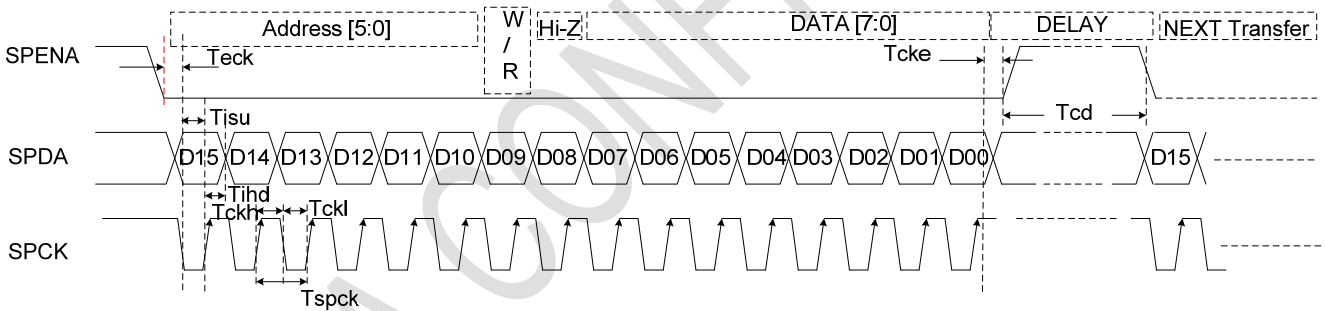 Address [5:0] W / R Hi-Z DATA [7:0] DELAY NEXT Transfer
SPENA Teck Tcke
Tcd
Tisu
SPDA D15 D14 D13 D12 D11 D10 D09 D08 D07 D06 D05 D04 D03 D02 D01 D00 D15
Tihd
Tckh Tckl
SPCK
Tspck